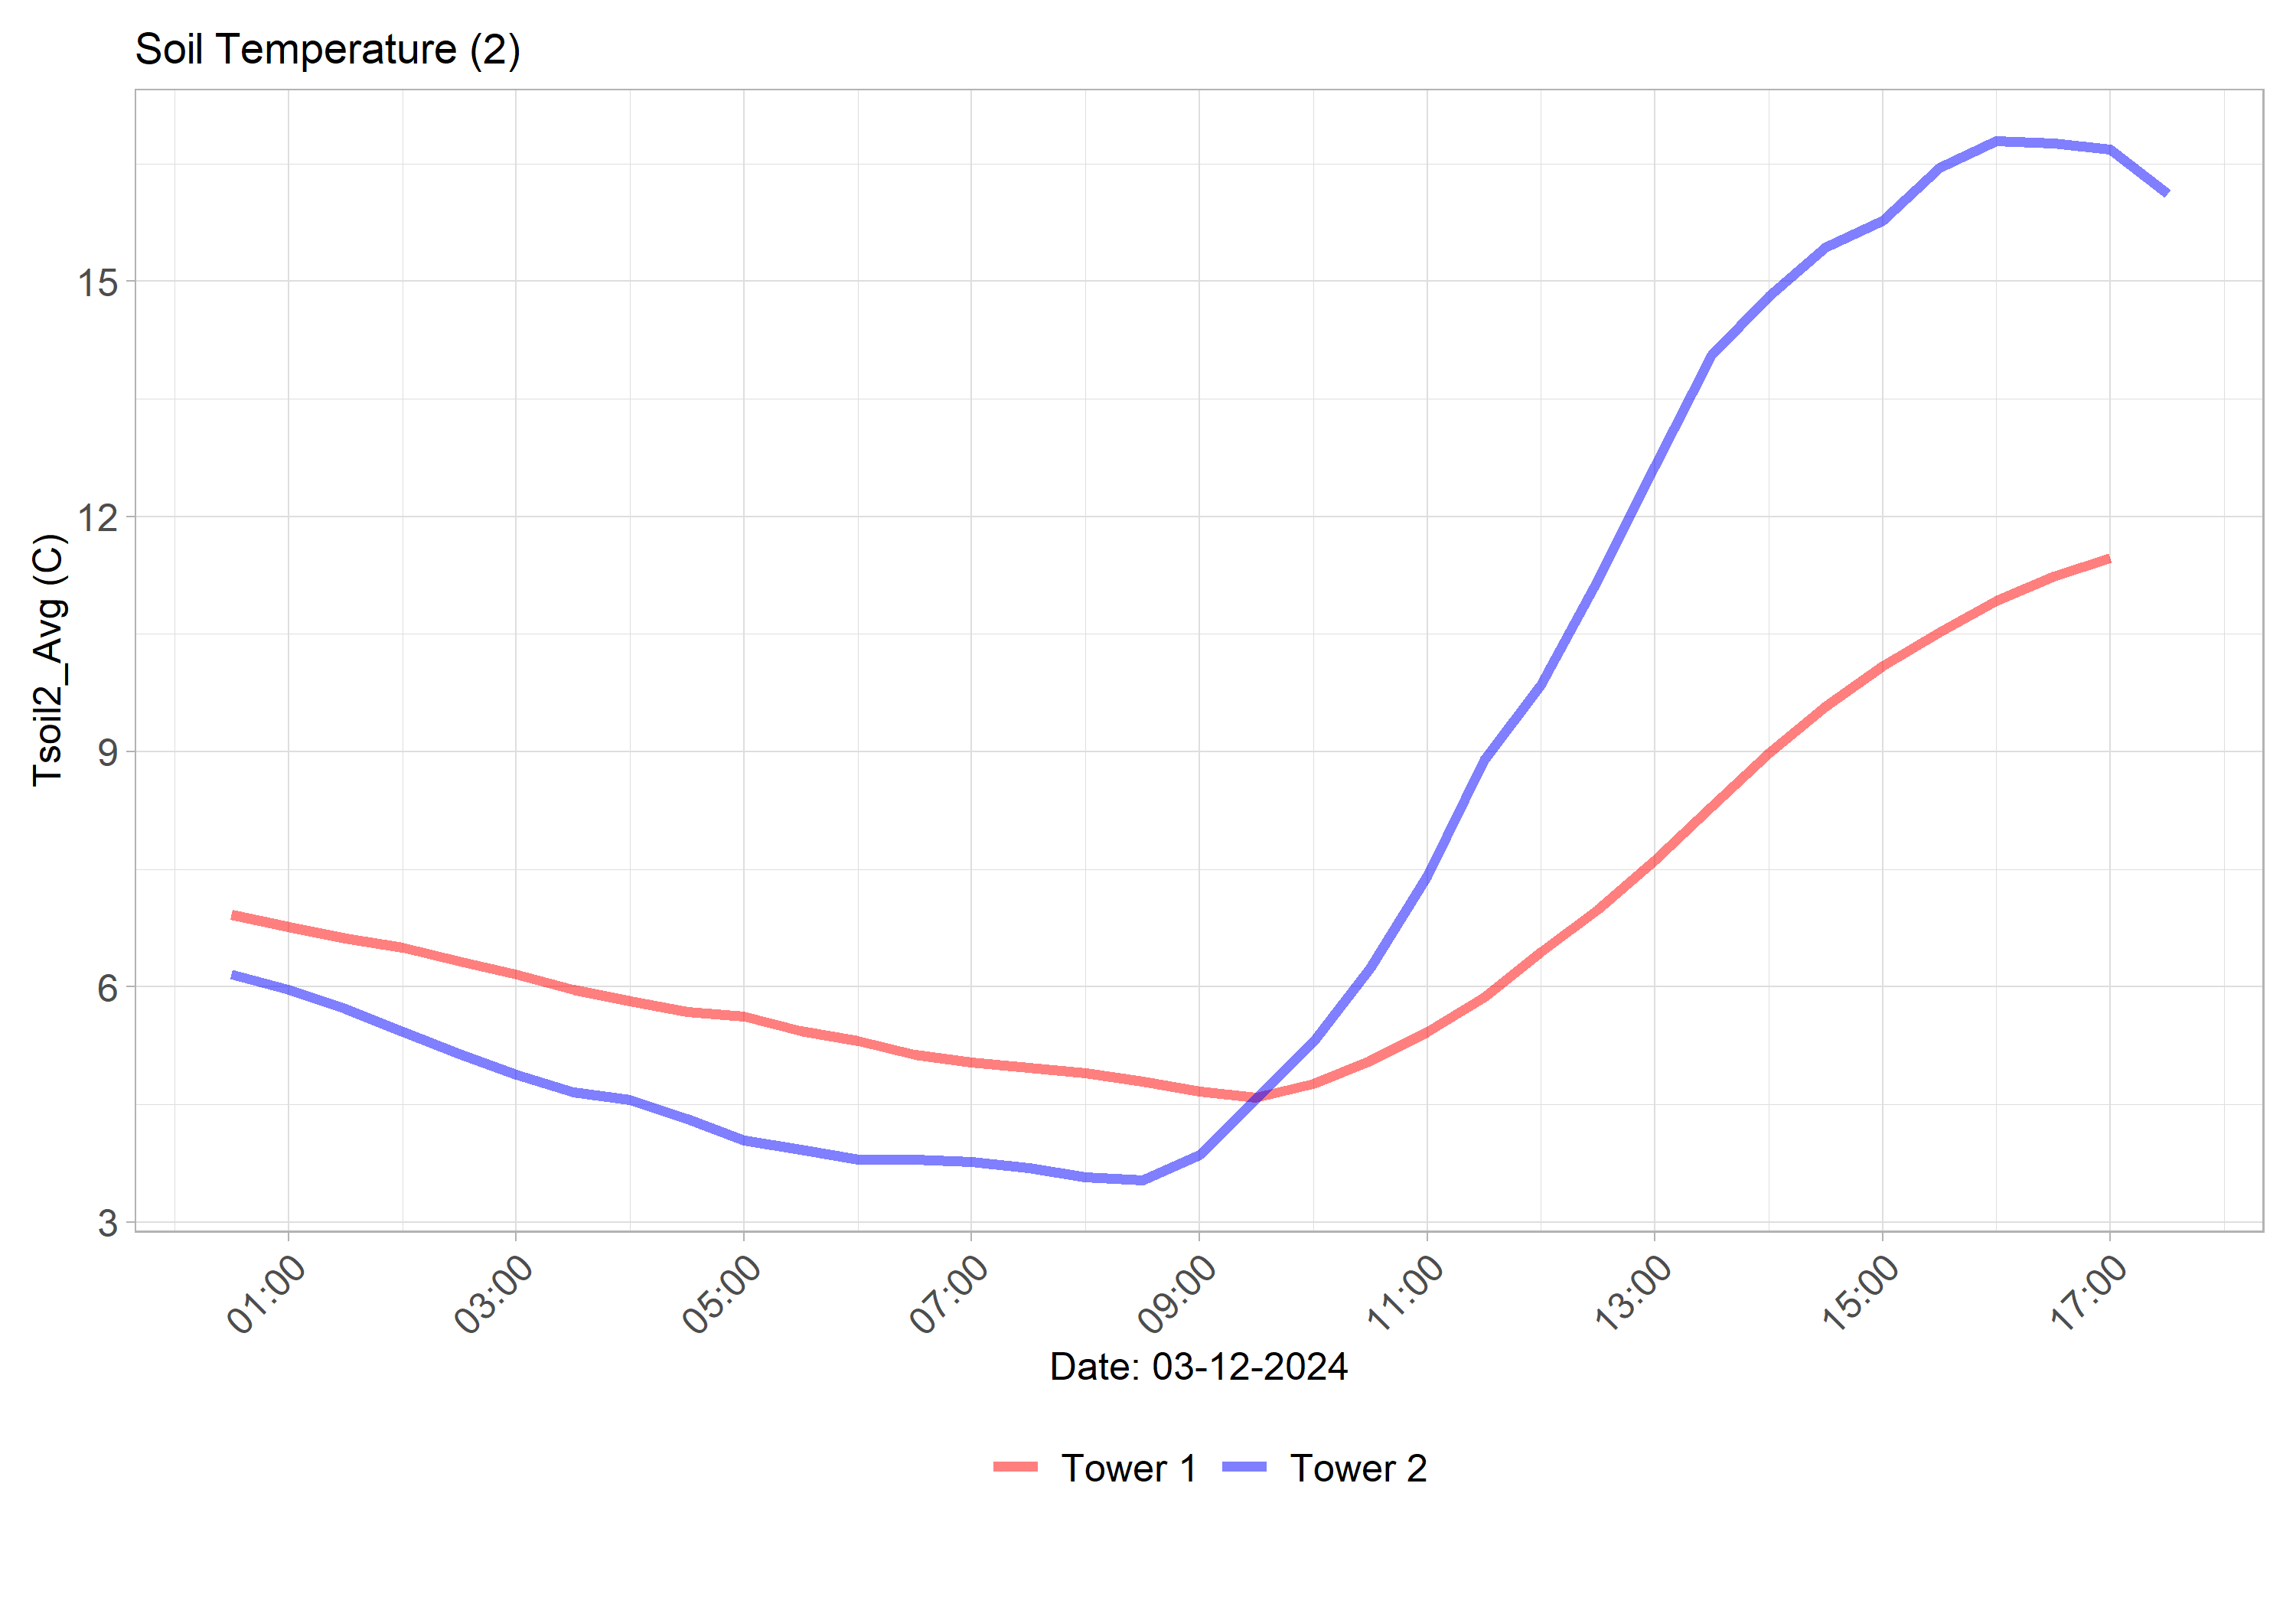 Soil Temperature (2)
Tsoil2_Avg (C)
15
12
9
6
3
01:00 03:00 05:00 07:00 09:00 11:00 13:00 15:00 17:00
Date: 03-12-2024
Tower 1 Tower 2